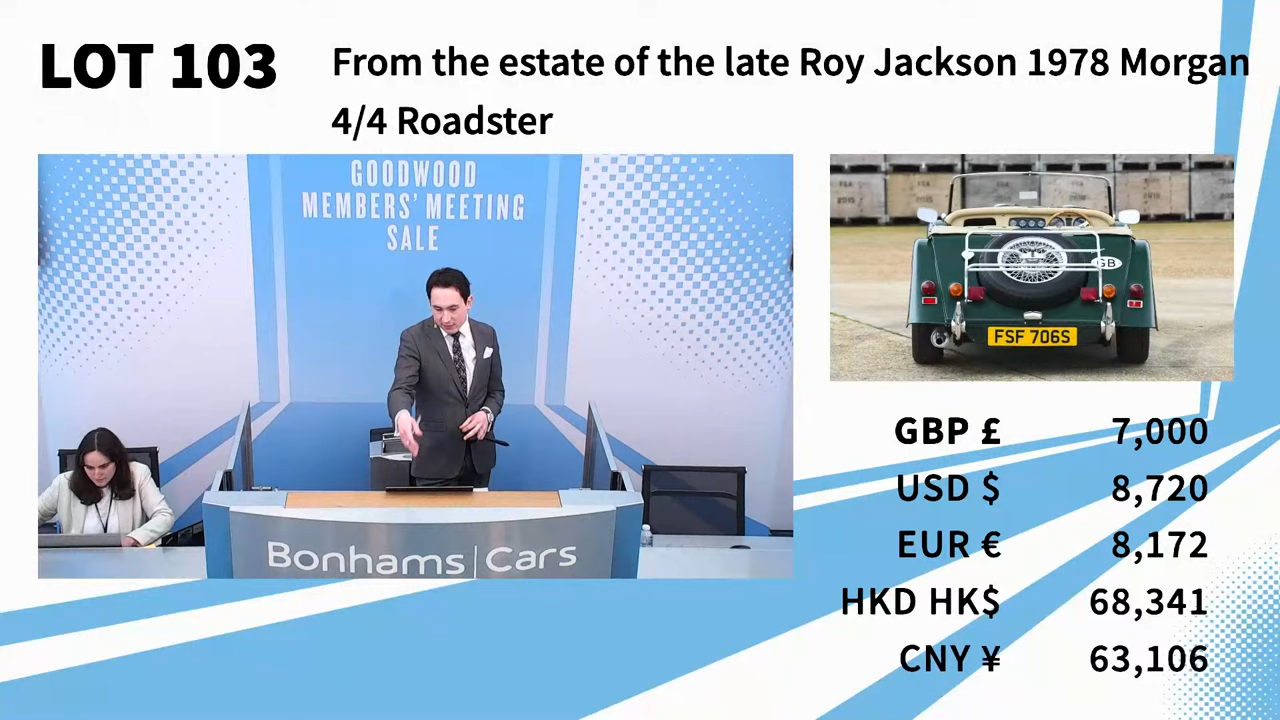 LOT 103
From the estate of the late Roy Jackson 1978 Morgan
4/4 Roadster
GOODWOOD
MEMBERS' MEETING
SALE
Bonhams|Cars
GB
FSF 706S
GBP £ 7,000
USD $ 8,720
EUR € 8,172
HKD HK$ 68,341
CNY ¥ 63,106